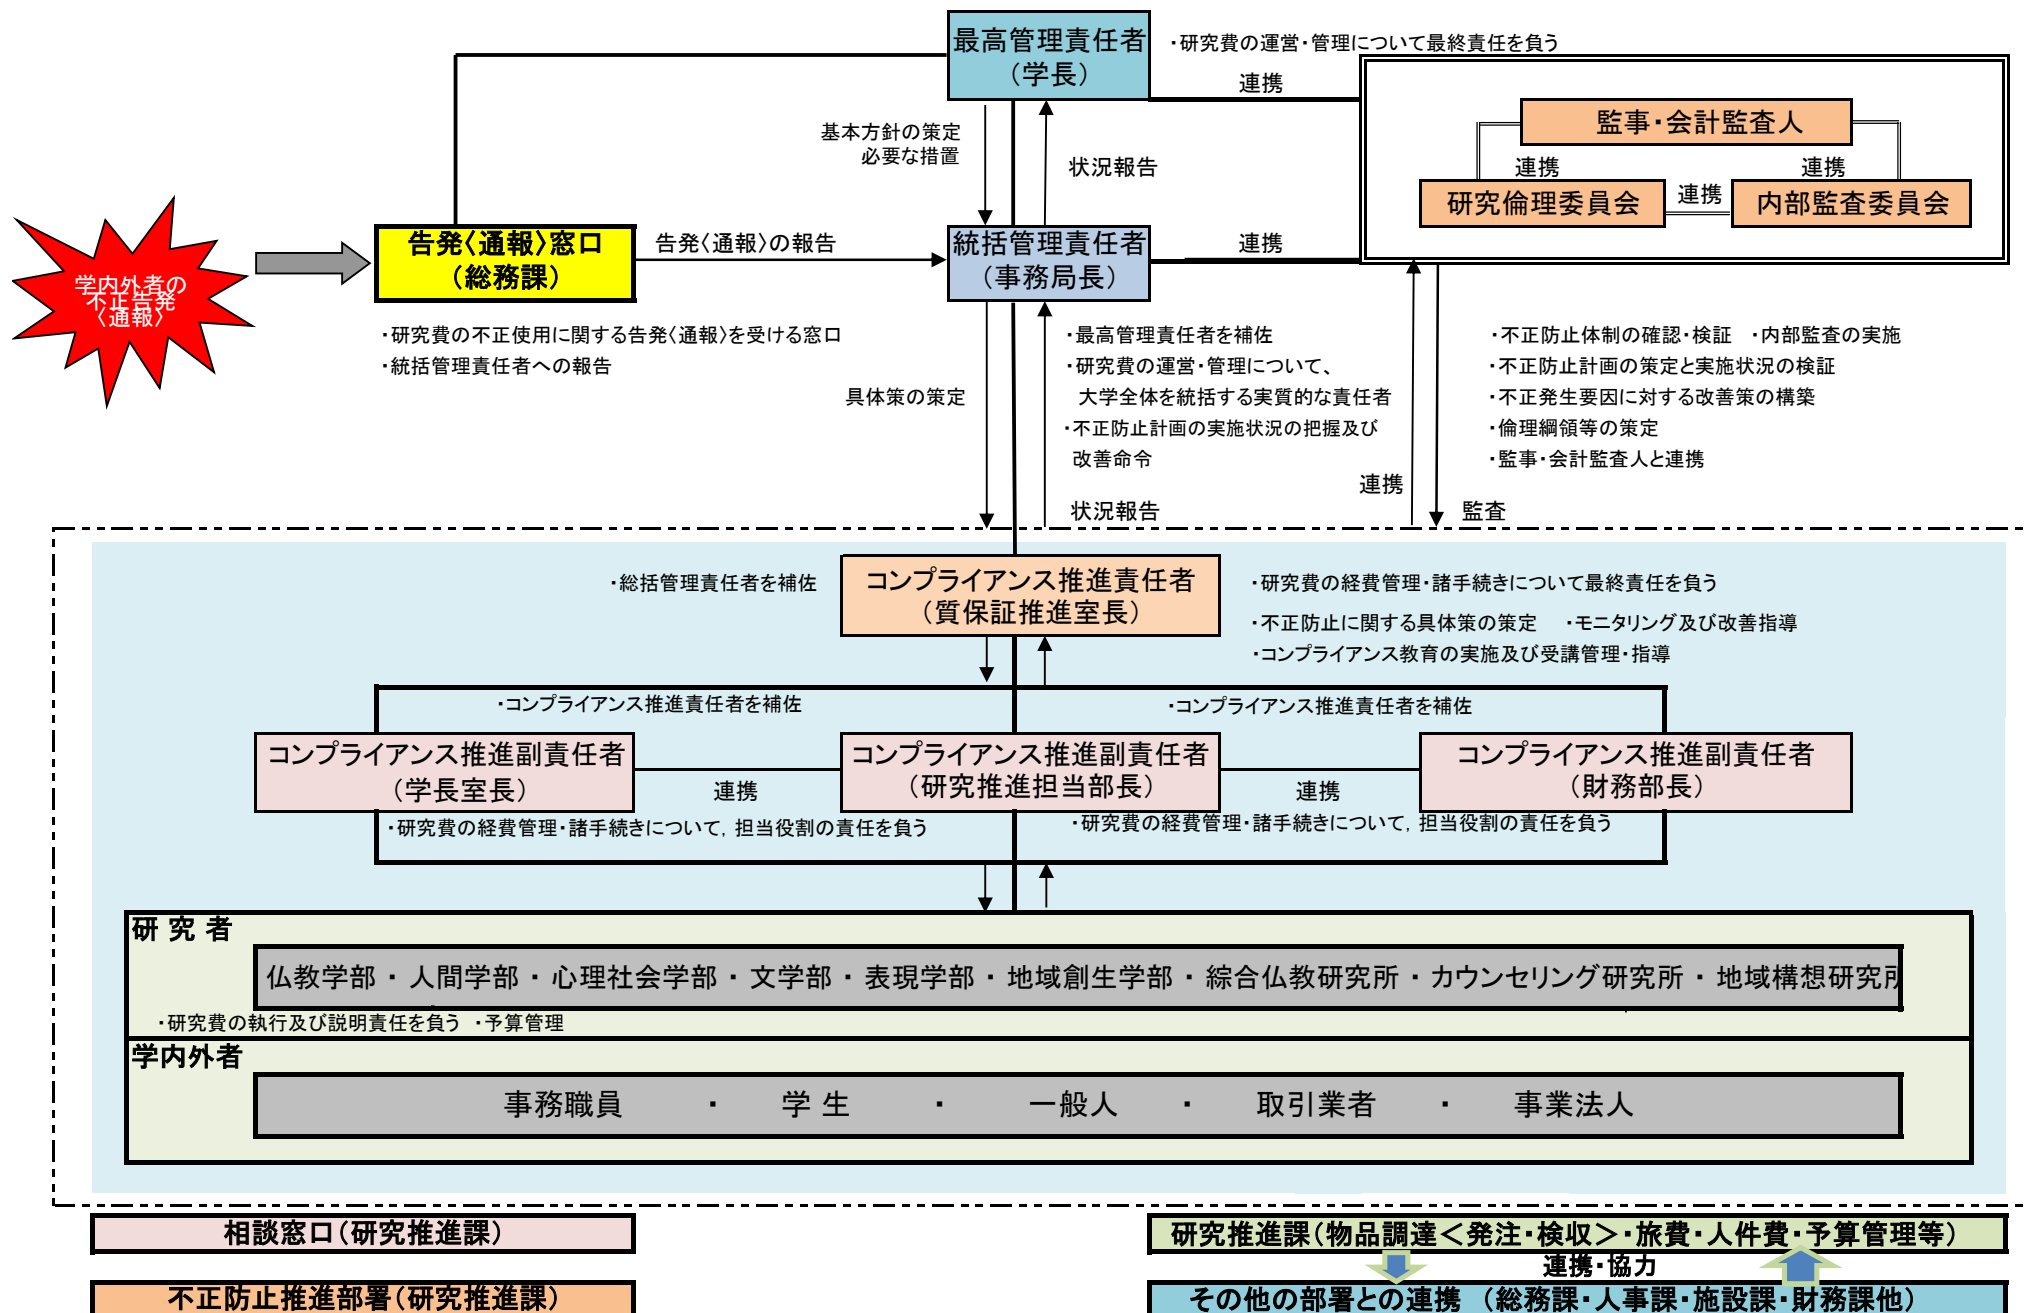 最高管理責任者
（学長）
・研究費の運営・管理について最終責任を負う
連携
監事・会計監査人
連携
連携
研究倫理委員会
連携
内部監査委員会
基本方針の策定
必要な措置
状況報告
学内外者の
不正告発
〈通報〉
告発〈通報〉窓口
（総務課）
告発〈通報〉の報告
統括管理責任者
（事務局長）
連携
・研究費の不正使用に関する告発〈通報〉を受ける窓口
・統括管理責任者への報告
具体策の策定
・最高管理責任者を補佐
・研究費の運営・管理について、
大学全体を統括する実質的な責任者
・不正防止計画の実施状況の把握及び
改善命令
状況報告
・不正防止体制の確認・検証　・内部監査の実施
・不正防止計画の策定と実施状況の検証
・不正発生要因に対する改善策の構築
・倫理綱領等の策定
・監事・会計監査人と連携
連携
監査
・総括管理責任者を補佐
コンプライアンス推進責任者
（質保証推進室長）
・研究費の経費管理・諸手続きについて最終責任を負う
・不正防止に関する具体策の策定　・モニタリング及び改善指導
・コンプライアンス教育の実施及び受講管理・指導
・コンプライアンス推進責任者を補佐
・コンプライアンス推進責任者を補佐
コンプライアンス推進副責任者
（学長室長）
連携
コンプライアンス推進副責任者
（研究推進担当部長）
連携
コンプライアンス推進副責任者
（財務部長）
・研究費の経費管理・諸手続きについて，担当役割の責任を負う
・研究費の経費管理・諸手続きについて，担当役割の責任を負う
研 究 者
仏教学部 ・ 人間学部 ・ 心理社会学部 ・ 文学部 ・ 表現学部 ・ 地域創生学部 ・ 綜合仏教研究所 ・ カウンセリング研究所 ・ 地域構想研究所
・研究費の執行及び説明責任を負う　・予算管理
学内外者
事務職員　・　学 生　・　一般人　・　取引業者　・　事業法人
相談窓口（研究推進課）
研究推進課（物品調達＜発注・検収＞・旅費・人件費・予算管理等）
連携・協力
不正防止推進部署（研究推進課）
その他の部署との連携　（総務課・人事課・施設課・財務課他）